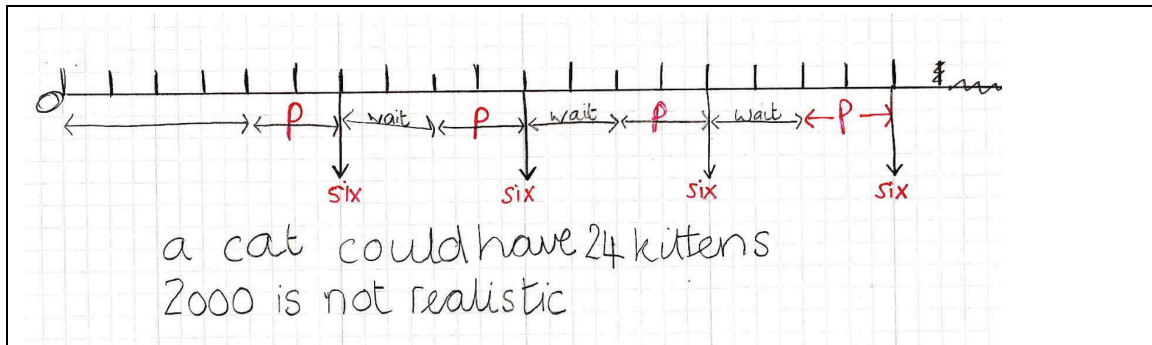 0
P wait P wait P wait P
six six six six
a cat could have 24 kittens
2000 is not realistic